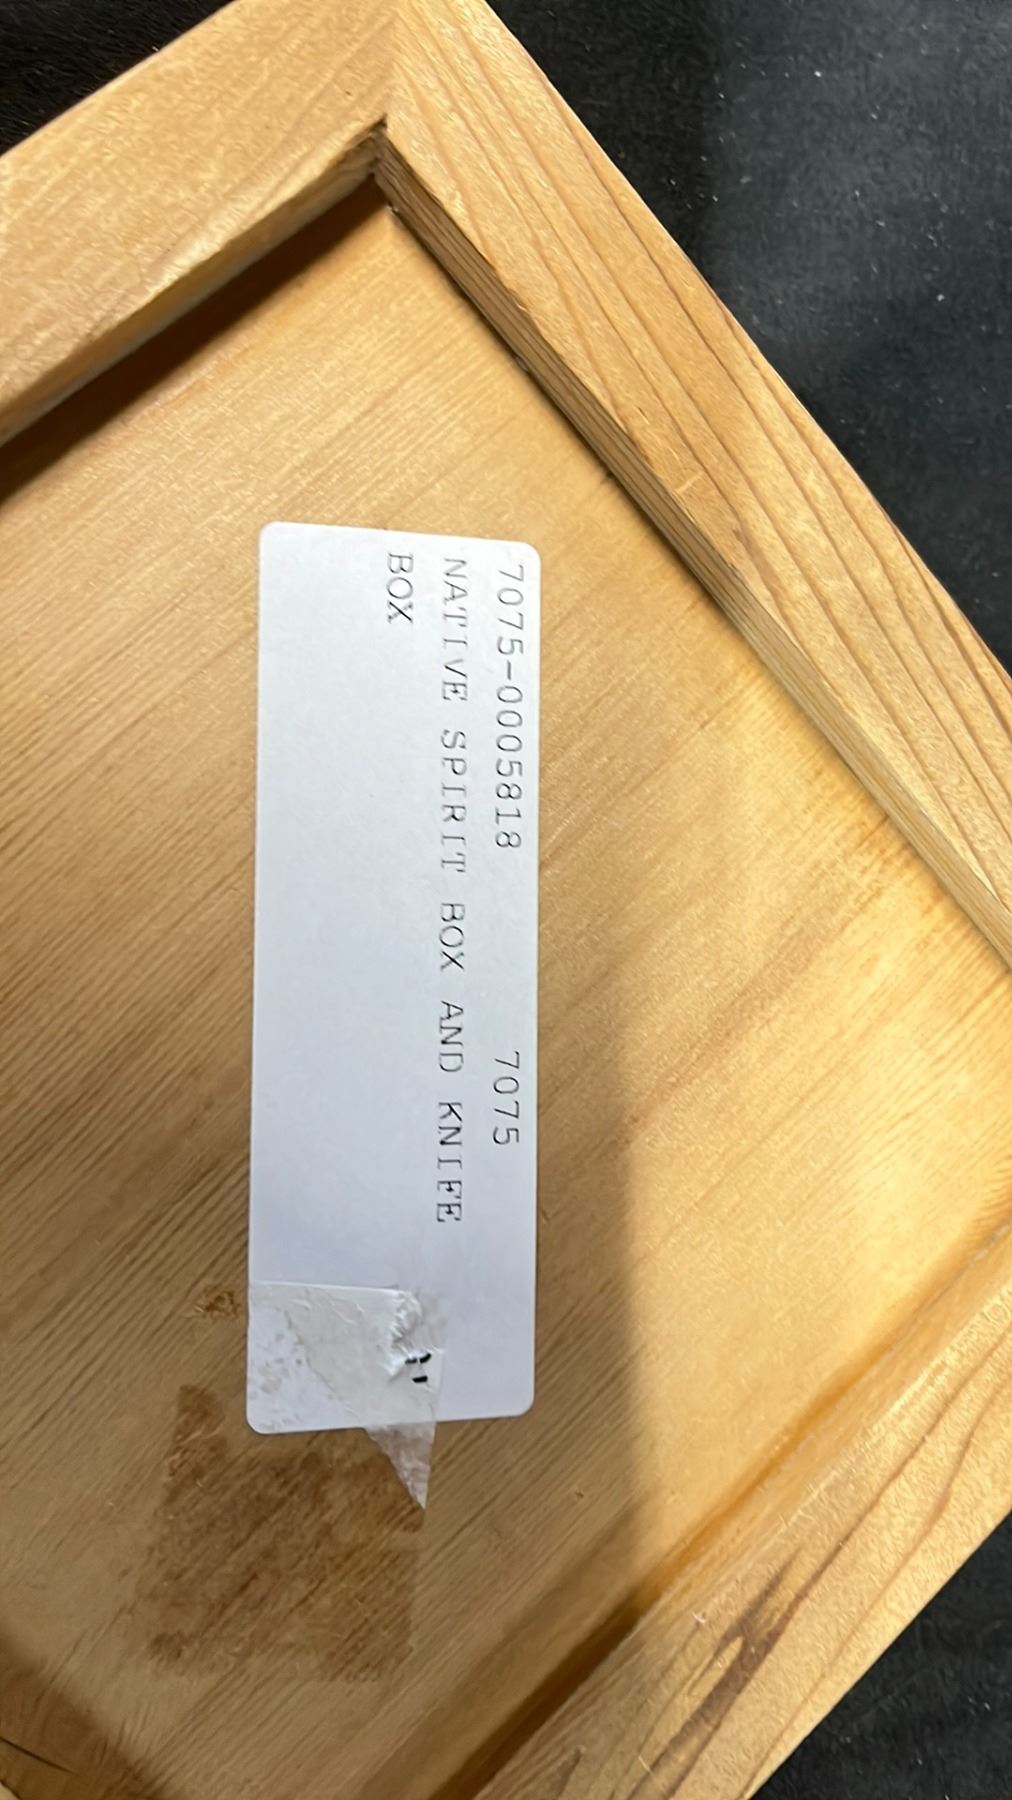 7075-0005818 7075
NATIVE SPIRIT BOX AND KNIFE
BOX